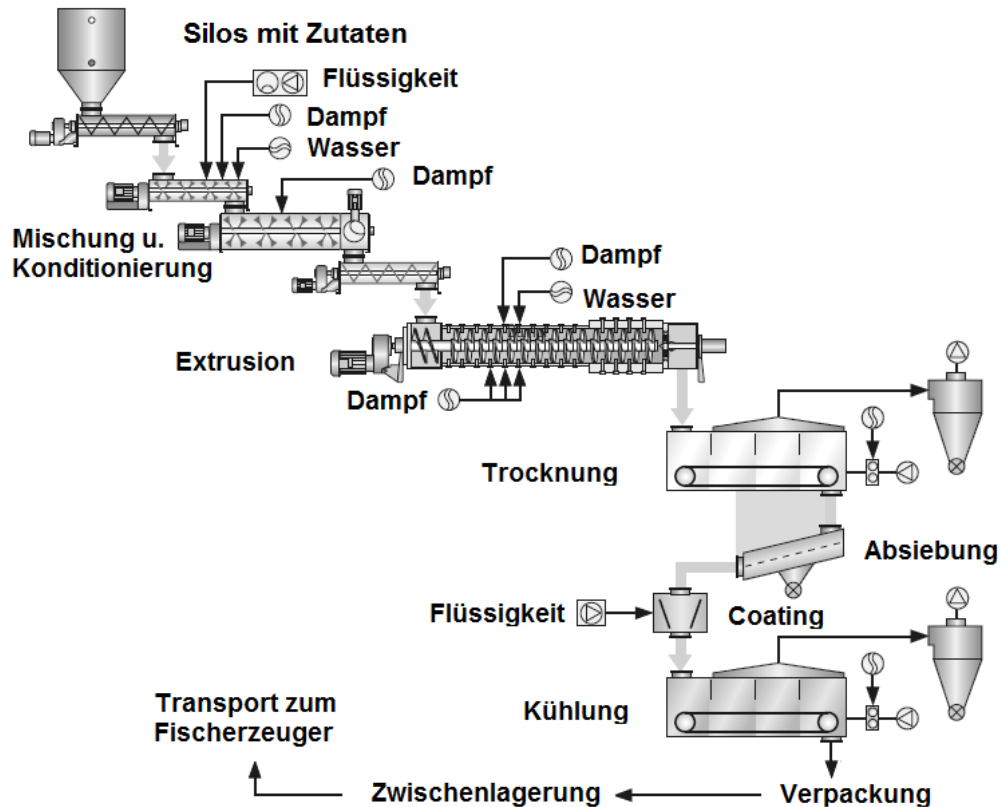 Silos mit Zutaten
Flüssigkeit
Dampf
Wasser
Dampf
Mischung u.
Konditionierung
Dampf
Wasser
Extrusion
Dampf
Trocknung
Absiebung
Flüssigkeit
Coating
Kühlung
Transport zum
Fischerzeuger
Zwischenlagerung
Verpackung